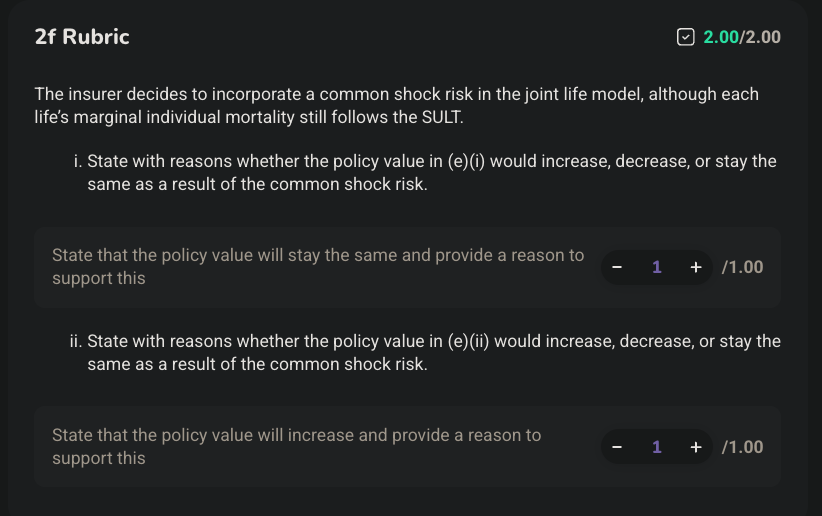 2f Rubric
2.00/2.00
The insurer decides to incorporate a common shock risk in the joint life model, although each
life’s marginal individual mortality still follows the SULT.
i. State with reasons whether the policy value in (e)(i) would increase, decrease, or stay the
same as a result of the common shock risk.
State that the policy value will stay the same and provide a reason to
support this
− 1 + /1.00
ii. State with reasons whether the policy value in (e)(ii) would increase, decrease, or stay the
same as a result of the common shock risk.
State that the policy value will increase and provide a reason to
support this
− 1 + /1.00